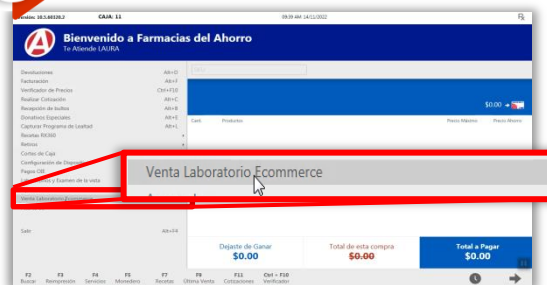 Versión: 10.1.60320.2 CAJA: 11 09:39 AM 14/11/2022
Bienvenido a Farmacias del Ahorro
Te Atiende LAURA
Devoluciones Alt+D
Facturación Alt+F
Verificador de Precios Ctrl+F10
Realizar Cotización Alt+C
Recepción de bultos Alt+B
Donativos Especiales Alt+E
Capturar Programa de Lealtad Alt+L
Recetas RX360
Retiros
Cortes de Caja
Configuración de
Pagos
y Examen de la vista
Venta Laboratorio Ecommerce
Venta Laboratorio Ecommerce
Salir Alt+F4
$0.00
Cant Productos Precio Máximo Precio Ahorro
Dejaste de Ganar Total de esta compra Total a Pagar
$0.00 $0.00 $0.00
F2 F3 F4 F5 F7 F9 F11 Ctrl + F10
Buscar Reimpresión Servicios Monedero Recetas Última Venta Cotizaciones Verificador